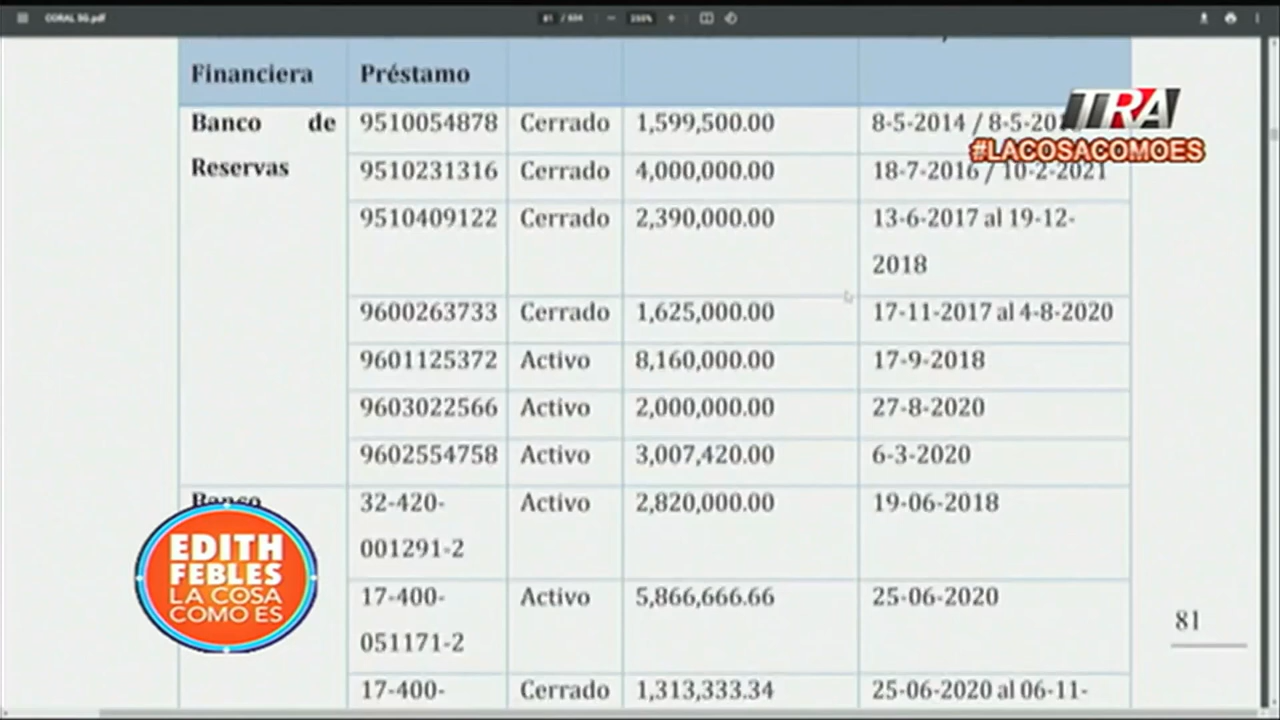 CORAL 5G.pdf
81 / 604
Financiera Préstamo
Banco de Reservas 9510054878 Cerrado 1,599,500.00 8-5-2014 / 8-5-
9510231316 Cerrado 4,000,000.00 18-7-2016 / 10-2-2021
9510409122 Cerrado 2,390,000.00 13-6-2017 al 19-12-2018
9600263733 Cerrado 1,625,000.00 17-11-2017 al 4-8-2020
9601125372 Activo 8,160,000.00 17-9-2018
9603022566 Activo 2,000,000.00 27-8-2020
9602554758 Activo 3,007,420.00 6-3-2020
Banco 32-420-001291-2 Activo 2,820,000.00 19-06-2018
17-400-051171-2 Activo 5,866,666.66 25-06-2020
17-400- Cerrado 1,313,333.34 25-06-2020 al 06-11-
81
TRA
#LACOSACOMOES
EDITH
FEBLES
LA COSA
COMO ES